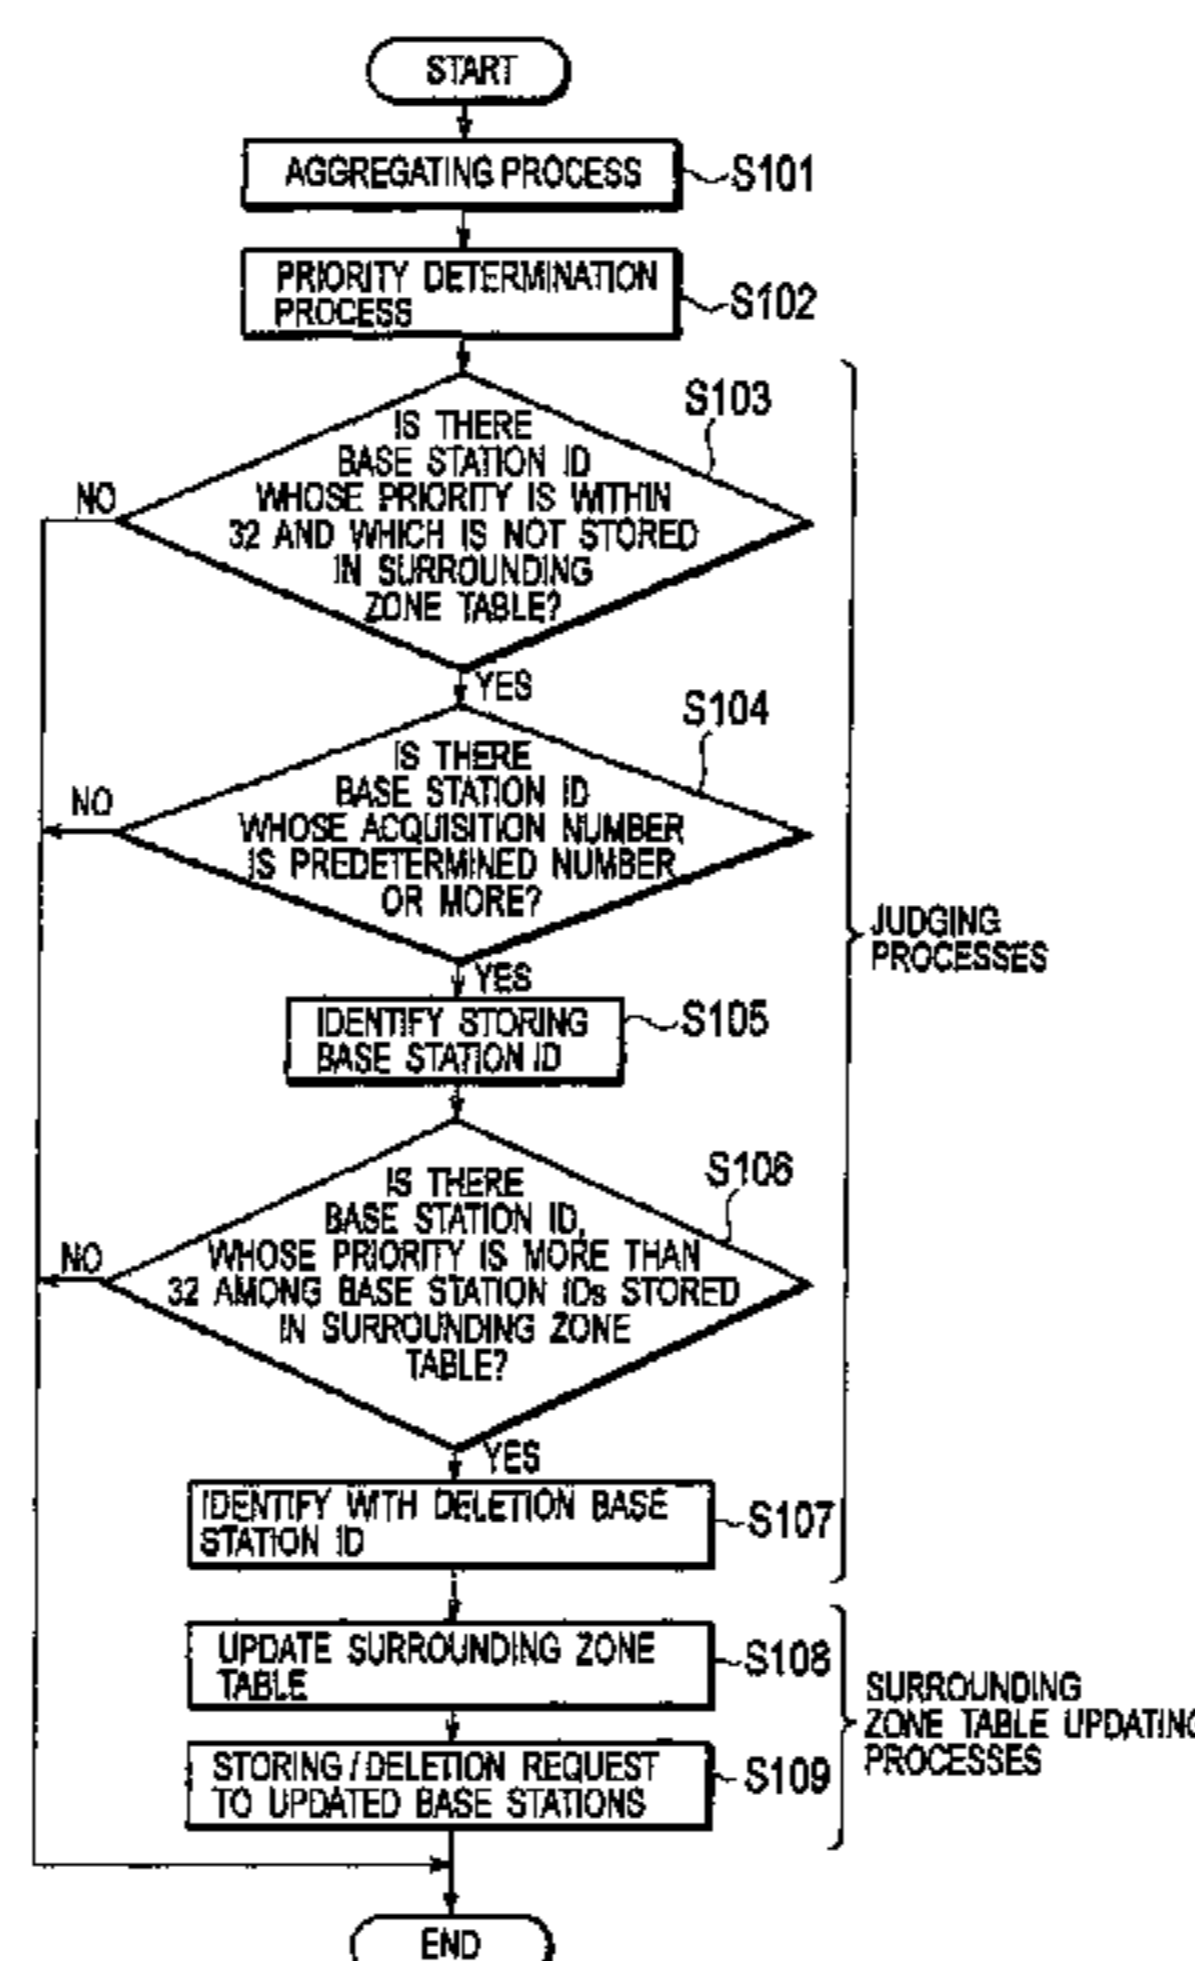 START
AGGREGATING PROCESS
S101
PRIORITY DETERMINATION
PROCESS
S102
S103
IS THERE
BASE STATION ID
WHOSE PRIORITY IS WITHIN
32 AND WHICH IS NOT STORED
IN SURROUNDING
ZONE TABLE?
NO
YES
S104
IS THERE
BASE STATION ID
WHOSE ACQUISITION NUMBER
IS PREDETERMINED NUMBER
OR MORE?
NO
YES
JUDGING
PROCESSES
IDENTIFY STORING
BASE STATION ID
S105
S106
IS THERE
BASE STATION ID,
WHOSE PRIORITY IS MORE THAN
32 AMONG BASE STATION IDs STORED
IN SURROUNDING ZONE
TABLE?
NO
YES
IDENTIFY WITH DELETION BASE
STATION ID
S107
UPDATE SURROUNDING ZONE
TABLE
S108
SURROUNDING
ZONE TABLE UPDATING
PROCESSES
STORING/DELETION REQUEST
TO UPDATED BASE STATIONS
S109
END